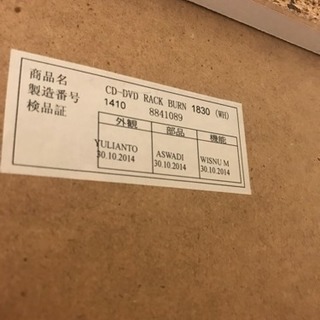 商品名 CD-DVD RACK BURN 1830 (WH)
製造番号 1410 8841089
検品証 外観 部品 機能
YULIANTO ASWADI WISNU M
30.10.2014 30.10.2014 30.10.2014